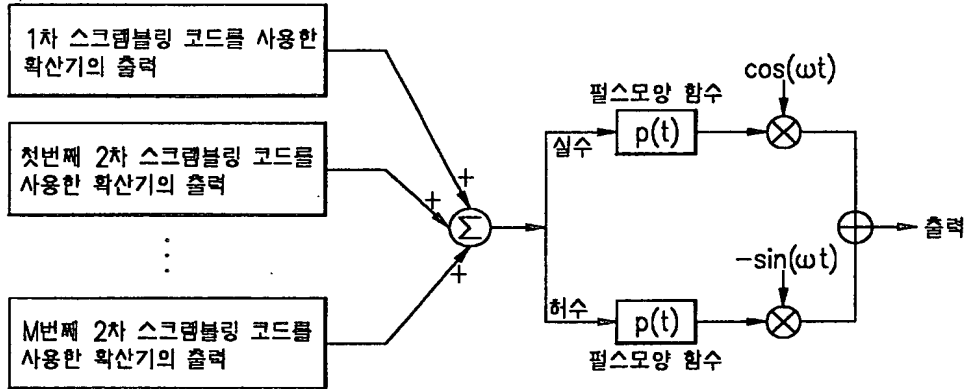 1차 스크램블링 코드를 사용한
확산기의 출력
첫번째 2차 스크램블링 코드를
사용한 확산기의 출력
M번째 2차 스크램블링 코드를
사용한 확산기의 출력
+
+
+
Σ
실수
허수
펄스모양 함수
p(t)
cos(ωt)
-sin(ωt)
p(t)
펄스모양 함수
출력